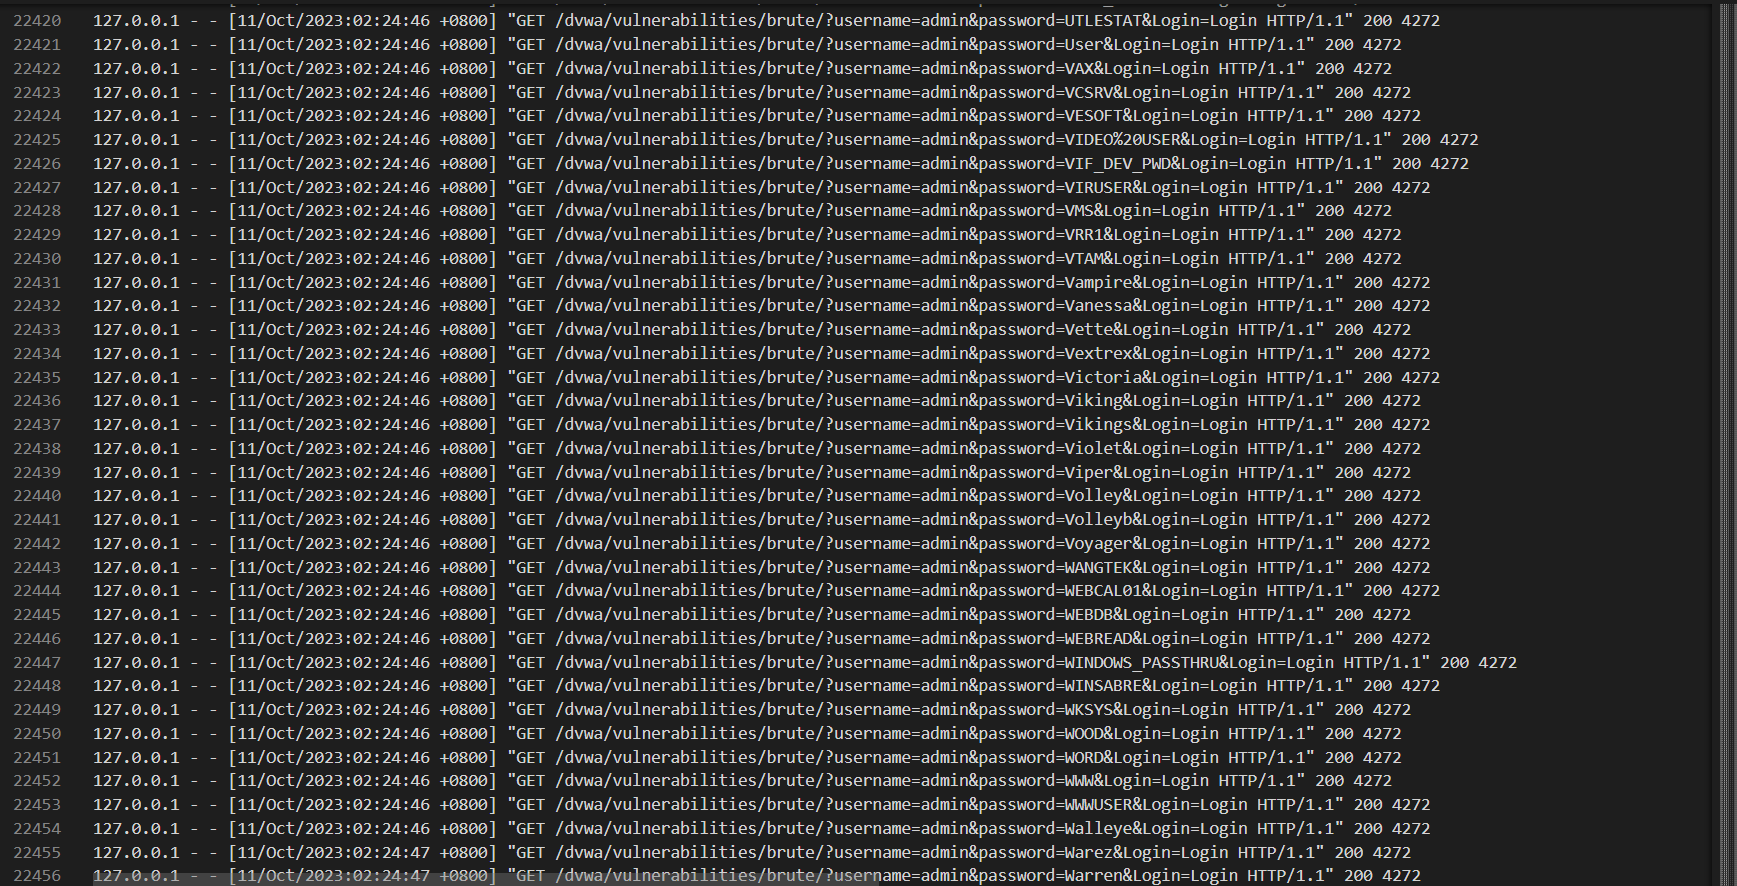 22420 127.0.0.1 - - [11/Oct/2023:02:24:46 +0800] "GET /dvwa/vulnerabilities/brute/?username=admin&password=UTLESTAT&Login=Login HTTP/1.1" 200 4272
22421 127.0.0.1 - - [11/Oct/2023:02:24:46 +0800] "GET /dvwa/vulnerabilities/brute/?username=admin&password=User&Login=Login HTTP/1.1" 200 4272
22422 127.0.0.1 - - [11/Oct/2023:02:24:46 +0800] "GET /dvwa/vulnerabilities/brute/?username=admin&password=VAX&Login=Login HTTP/1.1" 200 4272
22423 127.0.0.1 - - [11/Oct/2023:02:24:46 +0800] "GET /dvwa/vulnerabilities/brute/?username=admin&password=VCSRV&Login=Login HTTP/1.1" 200 4272
22424 127.0.0.1 - - [11/Oct/2023:02:24:46 +0800] "GET /dvwa/vulnerabilities/brute/?username=admin&password=VESOFT&Login=Login HTTP/1.1" 200 4272
22425 127.0.0.1 - - [11/Oct/2023:02:24:46 +0800] "GET /dvwa/vulnerabilities/brute/?username=admin&password=VIDEO%20USER&Login=Login HTTP/1.1" 200 4272
22426 127.0.0.1 - - [11/Oct/2023:02:24:46 +0800] "GET /dvwa/vulnerabilities/brute/?username=admin&password=VIF_DEV_PWD&Login=Login HTTP/1.1" 200 4272
22427 127.0.0.1 - - [11/Oct/2023:02:24:46 +0800] "GET /dvwa/vulnerabilities/brute/?username=admin&password=VIRUSER&Login=Login HTTP/1.1" 200 4272
22428 127.0.0.1 - - [11/Oct/2023:02:24:46 +0800] "GET /dvwa/vulnerabilities/brute/?username=admin&password=VMS&Login=Login HTTP/1.1" 200 4272
22429 127.0.0.1 - - [11/Oct/2023:02:24:46 +0800] "GET /dvwa/vulnerabilities/brute/?username=admin&password=VRR1&Login=Login HTTP/1.1" 200 4272
22430 127.0.0.1 - - [11/Oct/2023:02:24:46 +0800] "GET /dvwa/vulnerabilities/brute/?username=admin&password=VTAM&Login=Login HTTP/1.1" 200 4272
22431 127.0.0.1 - - [11/Oct/2023:02:24:46 +0800] "GET /dvwa/vulnerabilities/brute/?username=admin&password=Vampire&Login=Login HTTP/1.1" 200 4272
22432 127.0.0.1 - - [11/Oct/2023:02:24:46 +0800] "GET /dvwa/vulnerabilities/brute/?username=admin&password=Vanessa&Login=Login HTTP/1.1" 200 4272
22433 127.0.0.1 - - [11/Oct/2023:02:24:46 +0800] "GET /dvwa/vulnerabilities/brute/?username=admin&password=Vette&Login=Login HTTP/1.1" 200 4272
22434 127.0.0.1 - - [11/Oct/2023:02:24:46 +0800] "GET /dvwa/vulnerabilities/brute/?username=admin&password=Vextrex&Login=Login HTTP/1.1" 200 4272
22435 127.0.0.1 - - [11/Oct/2023:02:24:46 +0800] "GET /dvwa/vulnerabilities/brute/?username=admin&password=Victoria&Login=Login HTTP/1.1" 200 4272
22436 127.0.0.1 - - [11/Oct/2023:02:24:46 +0800] "GET /dvwa/vulnerabilities/brute/?username=admin&password=Viking&Login=Login HTTP/1.1" 200 4272
22437 127.0.0.1 - - [11/Oct/2023:02:24:46 +0800] "GET /dvwa/vulnerabilities/brute/?username=admin&password=Vikings&Login=Login HTTP/1.1" 200 4272
22438 127.0.0.1 - - [11/Oct/2023:02:24:46 +0800] "GET /dvwa/vulnerabilities/brute/?username=admin&password=Violet&Login=Login HTTP/1.1" 200 4272
22439 127.0.0.1 - - [11/Oct/2023:02:24:46 +0800] "GET /dvwa/vulnerabilities/brute/?username=admin&password=Viper&Login=Login HTTP/1.1" 200 4272
22440 127.0.0.1 - - [11/Oct/2023:02:24:46 +0800] "GET /dvwa/vulnerabilities/brute/?username=admin&password=Volley&Login=Login HTTP/1.1" 200 4272
22441 127.0.0.1 - - [11/Oct/2023:02:24:46 +0800] "GET /dvwa/vulnerabilities/brute/?username=admin&password=Volleyb&Login=Login HTTP/1.1" 200 4272
22442 127.0.0.1 - - [11/Oct/2023:02:24:46 +0800] "GET /dvwa/vulnerabilities/brute/?username=admin&password=Voyager&Login=Login HTTP/1.1" 200 4272
22443 127.0.0.1 - - [11/Oct/2023:02:24:46 +0800] "GET /dvwa/vulnerabilities/brute/?username=admin&password=WANGTEK&Login=Login HTTP/1.1" 200 4272
22444 127.0.0.1 - - [11/Oct/2023:02:24:46 +0800] "GET /dvwa/vulnerabilities/brute/?username=admin&password=WEBCAL01&Login=Login HTTP/1.1" 200 4272
22445 127.0.0.1 - - [11/Oct/2023:02:24:46 +0800] "GET /dvwa/vulnerabilities/brute/?username=admin&password=WEBDB&Login=Login HTTP/1.1" 200 4272
22446 127.0.0.1 - - [11/Oct/2023:02:24:46 +0800] "GET /dvwa/vulnerabilities/brute/?username=admin&password=WEBREAD&Login=Login HTTP/1.1" 200 4272
22447 127.0.0.1 - - [11/Oct/2023:02:24:46 +0800] "GET /dvwa/vulnerabilities/brute/?username=admin&password=WINDOWS_PASSTHRU&Login=Login HTTP/1.1" 200 4272
22448 127.0.0.1 - - [11/Oct/2023:02:24:46 +0800] "GET /dvwa/vulnerabilities/brute/?username=admin&password=WINSABRE&Login=Login HTTP/1.1" 200 4272
22449 127.0.0.1 - - [11/Oct/2023:02:24:46 +0800] "GET /dvwa/vulnerabilities/brute/?username=admin&password=WKSYS&Login=Login HTTP/1.1" 200 4272
22450 127.0.0.1 - - [11/Oct/2023:02:24:46 +0800] "GET /dvwa/vulnerabilities/brute/?username=admin&password=WOOD&Login=Login HTTP/1.1" 200 4272
22451 127.0.0.1 - - [11/Oct/2023:02:24:46 +0800] "GET /dvwa/vulnerabilities/brute/?username=admin&password=WORD&Login=Login HTTP/1.1" 200 4272
22452 127.0.0.1 - - [11/Oct/2023:02:24:46 +0800] "GET /dvwa/vulnerabilities/brute/?username=admin&password=WWW&Login=Login HTTP/1.1" 200 4272
22453 127.0.0.1 - - [11/Oct/2023:02:24:46 +0800] "GET /dvwa/vulnerabilities/brute/?username=admin&password=WWWUSER&Login=Login HTTP/1.1" 200 4272
22454 127.0.0.1 - - [11/Oct/2023:02:24:46 +0800] "GET /dvwa/vulnerabilities/brute/?username=admin&password=Walleye&Login=Login HTTP/1.1" 200 4272
22455 127.0.0.1 - - [11/Oct/2023:02:24:47 +0800] "GET /dvwa/vulnerabilities/brute/?username=admin&password=Warez&Login=Login HTTP/1.1" 200 4272
22456 127.0.0.1 - - [11/Oct/2023:02:24:47 +0800] "GET /dvwa/vulnerabilities/brute/?username=admin&password=Warren&Login=Login HTTP/1.1" 200 4272